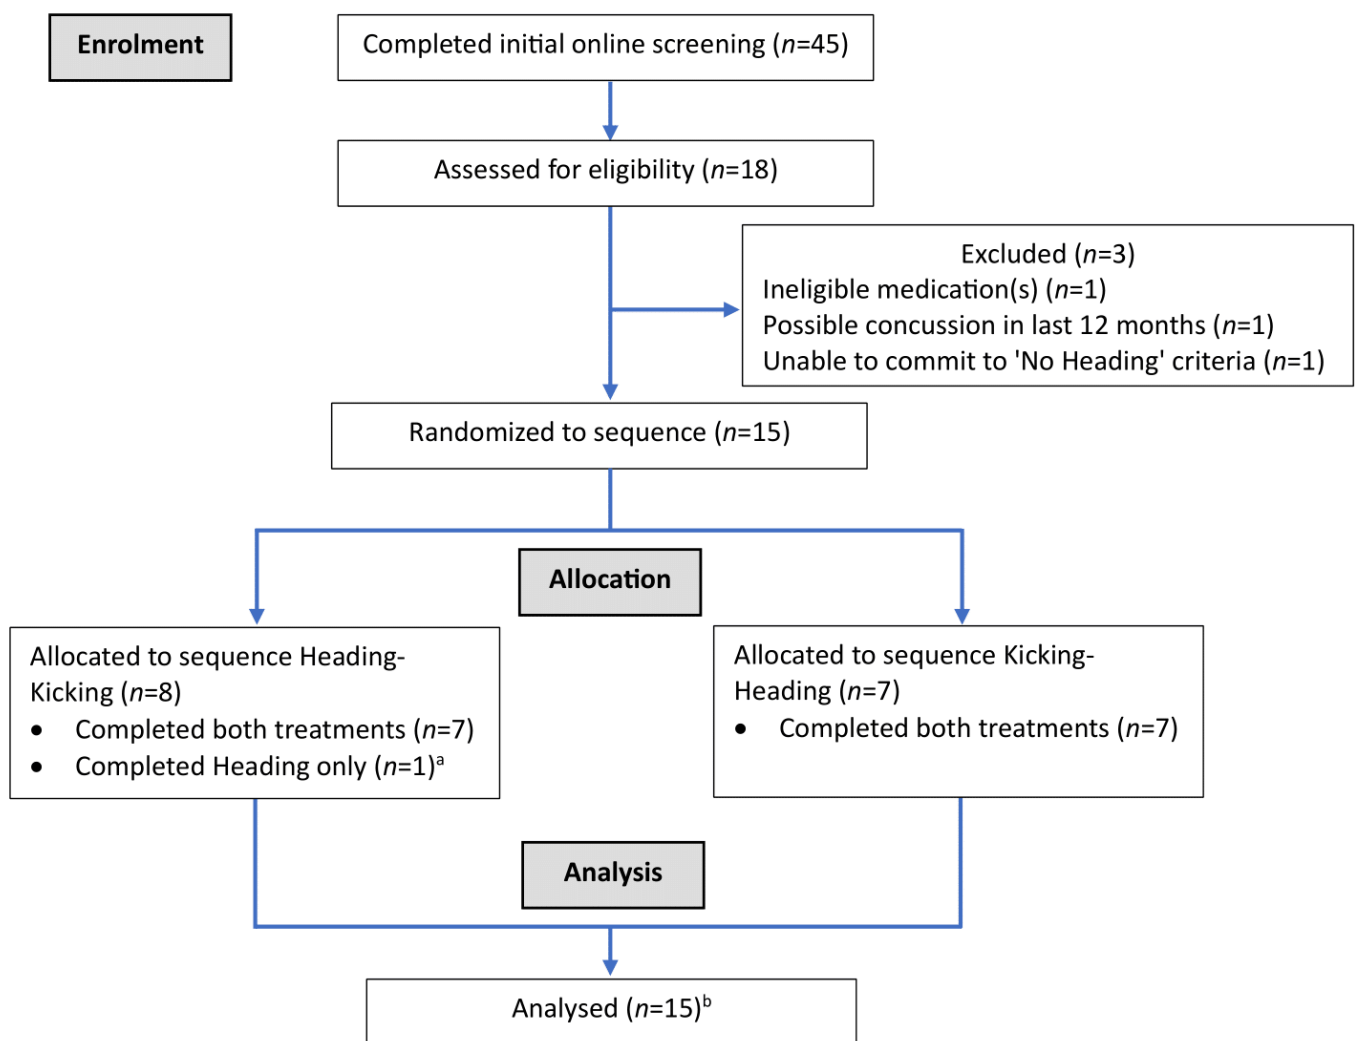 Enrolment
Completed initial online screening (n=45)
Assessed for eligibility (n=18)
Excluded (n=3)
Ineligible medication(s) (n=1)
Possible concussion in last 12 months (n=1)
Unable to commit to 'No Heading' criteria (n=1)
Randomized to sequence (n=15)
Allocation
Allocated to sequence Heading-
Kicking (n=8)
• Completed both treatments (n=7)
• Completed Heading only (n=1)ᵃ
Allocated to sequence Kicking-
Heading (n=7)
• Completed both treatments (n=7)
Analysis
Analysed (n=15)ᵇ